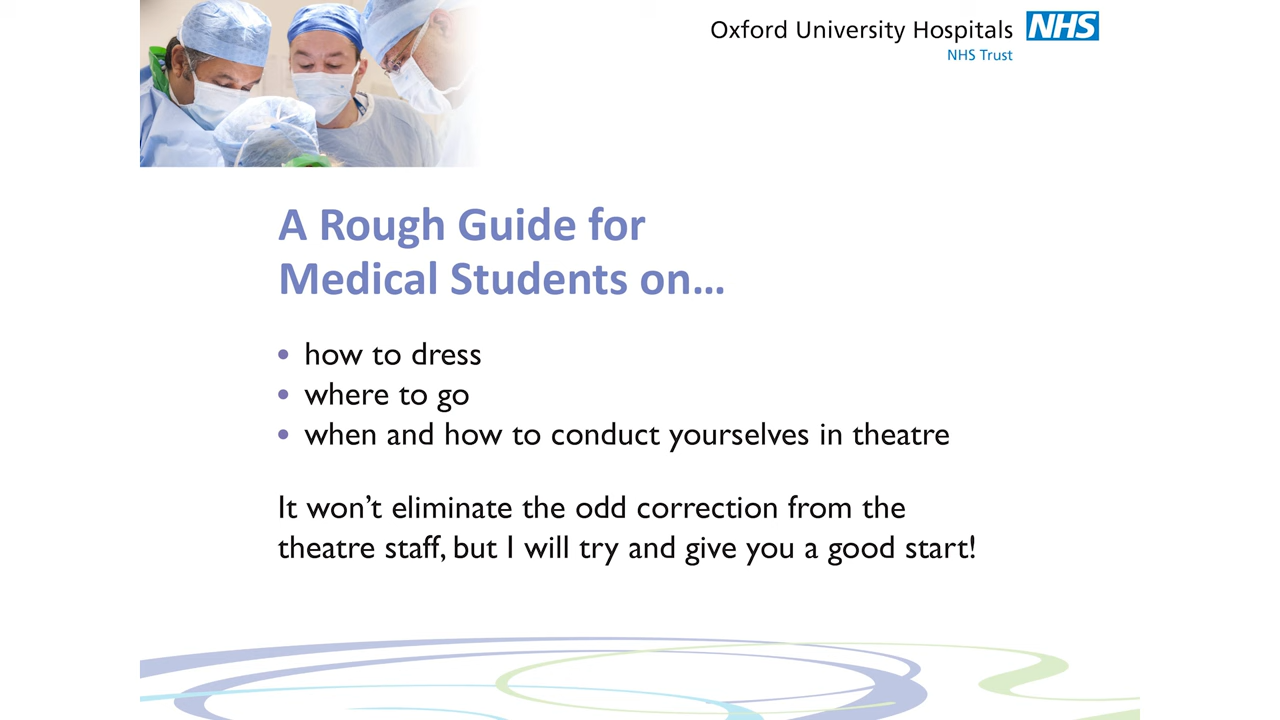 Oxford University Hospitals NHS
NHS Trust
A Rough Guide for
Medical Students on…
• how to dress
• where to go
• when and how to conduct yourselves in theatre
It won’t eliminate the odd correction from the
theatre staff, but I will try and give you a good start!